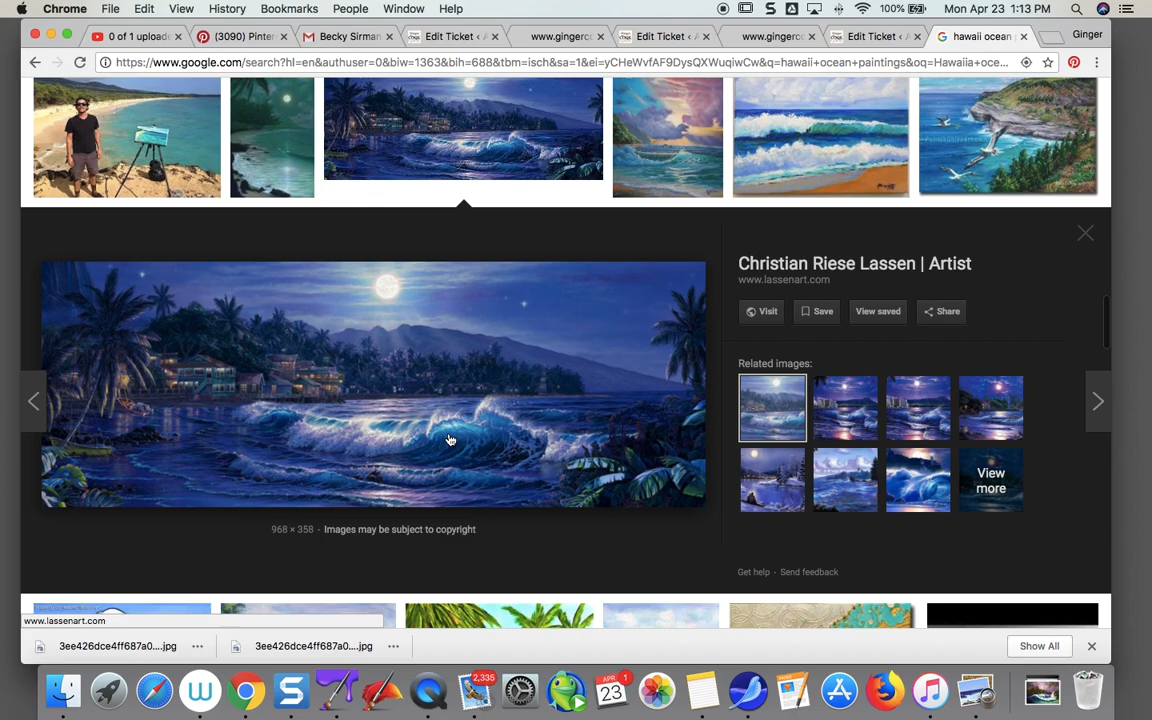 Chrome File Edit View History Bookmarks People Window Help 100% Mon Apr 23 1:13 PM
0 of 1 uploade (3090) Pinter Gmail Becky Sirman Edit Ticket ‹ A www.gingercc Edit Ticket ‹ A www.gingerc Edit Ticket ‹ A hawaii ocean p Ginger
https://www.google.com/search?hl=en&authuser=0&biw=1363&bih=688&tbm=isch&sa=1&ei=yCHeWvfAF9DysQXWuqiwCw&q=hawaii+ocean+paintings&oq=Hawaiia+oce...
Christian Riese Lassen | Artist
www.lassenart.com
Visit Save View saved Share
Related images:
View
more
968 × 358 · Images may be subject to copyright
Get help - Send feedback
www.lassenart.com
3ee426dce4ff687a0....jpg 3ee426dce4ff687a0....jpg Show All
2,335
APR 1
23